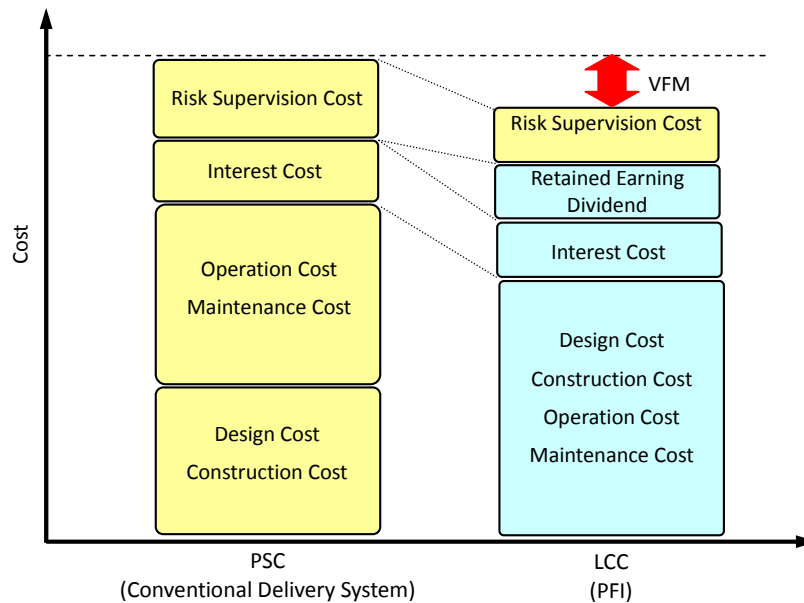 Cost
Risk Supervision Cost
Interest Cost
Operation Cost
Maintenance Cost
Design Cost
Construction Cost
PSC
(Conventional Delivery System)
VFM
Risk Supervision Cost
Retained Earning
Dividend
Interest Cost
Design Cost
Construction Cost
Operation Cost
Maintenance Cost
LCC
(PFI)